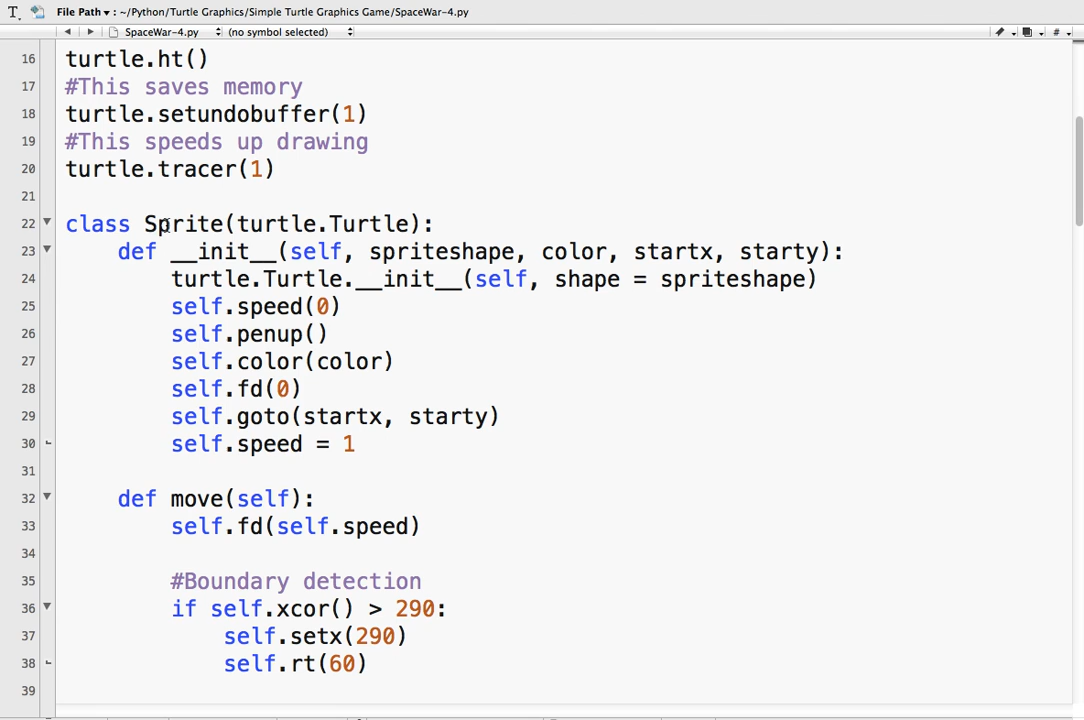 File Path ▾ : ~/Python/Turtle Graphics/Simple Turtle Graphics Game/SpaceWar-4.py
SpaceWar-4.py (no symbol selected)
16 turtle.ht()
17 #This saves memory
18 turtle.setundobuffer(1)
19 #This speeds up drawing
20 turtle.tracer(1)
21
22 class Sprite(turtle.Turtle):
23     def __init__(self, spriteshape, color, startx, starty):
24         turtle.Turtle.__init__(self, shape = spriteshape)
25         self.speed(0)
26         self.penup()
27         self.color(color)
28         self.fd(0)
29         self.goto(startx, starty)
30         self.speed = 1
31
32     def move(self):
33         self.fd(self.speed)
34
35         #Boundary detection
36         if self.xcor() > 290:
37             self.setx(290)
38             self.rt(60)
39